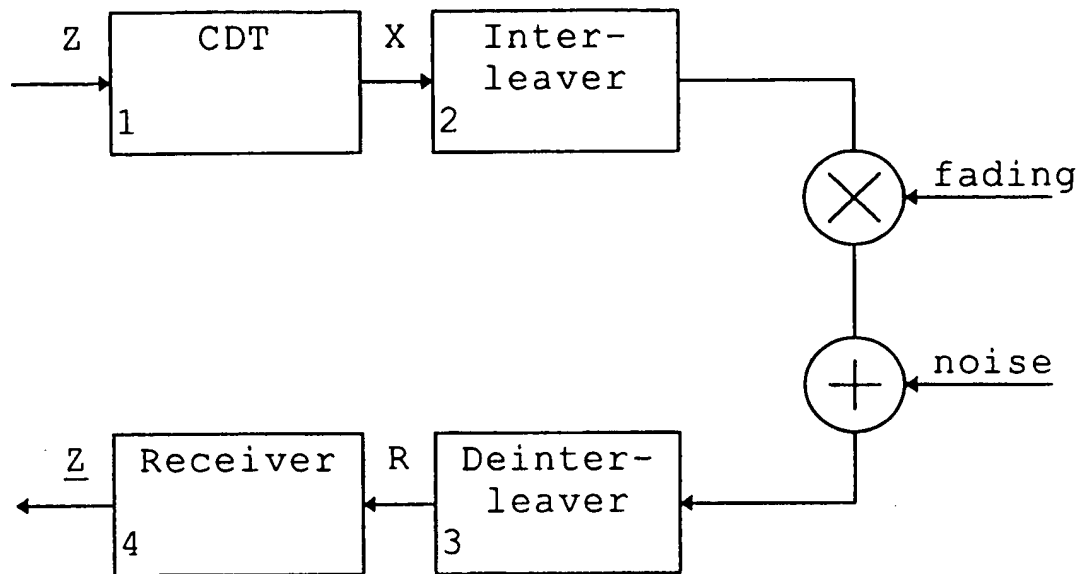 Z
CDT
1
X
Inter-
leaver
2
fading
noise
Z
Receiver
4
R
Deinter-
leaver
3